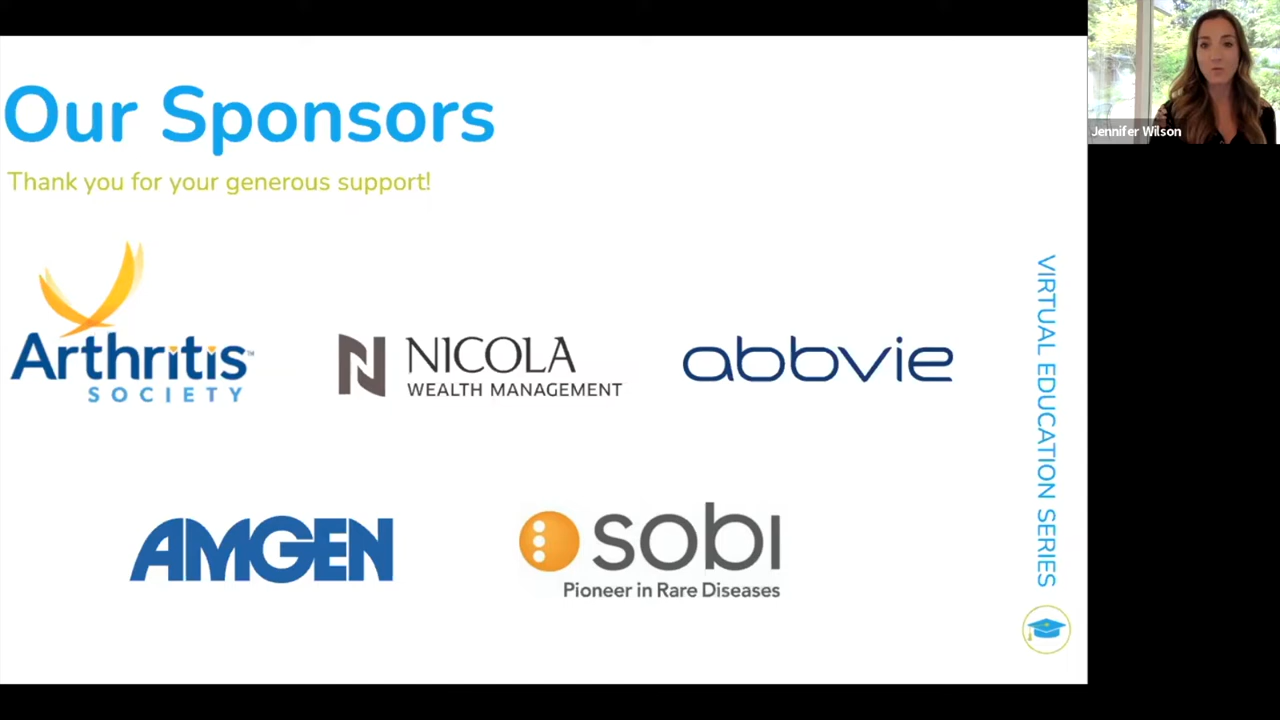 Our Sponsors
Thank you for your generous support!
Jennifer Wilson
Arthritis™
SOCIETY
NICOLA
WEALTH MANAGEMENT
abbvie
AMGEN
sobi
Pioneer in Rare Diseases
VIRTUAL EDUCATION SERIES